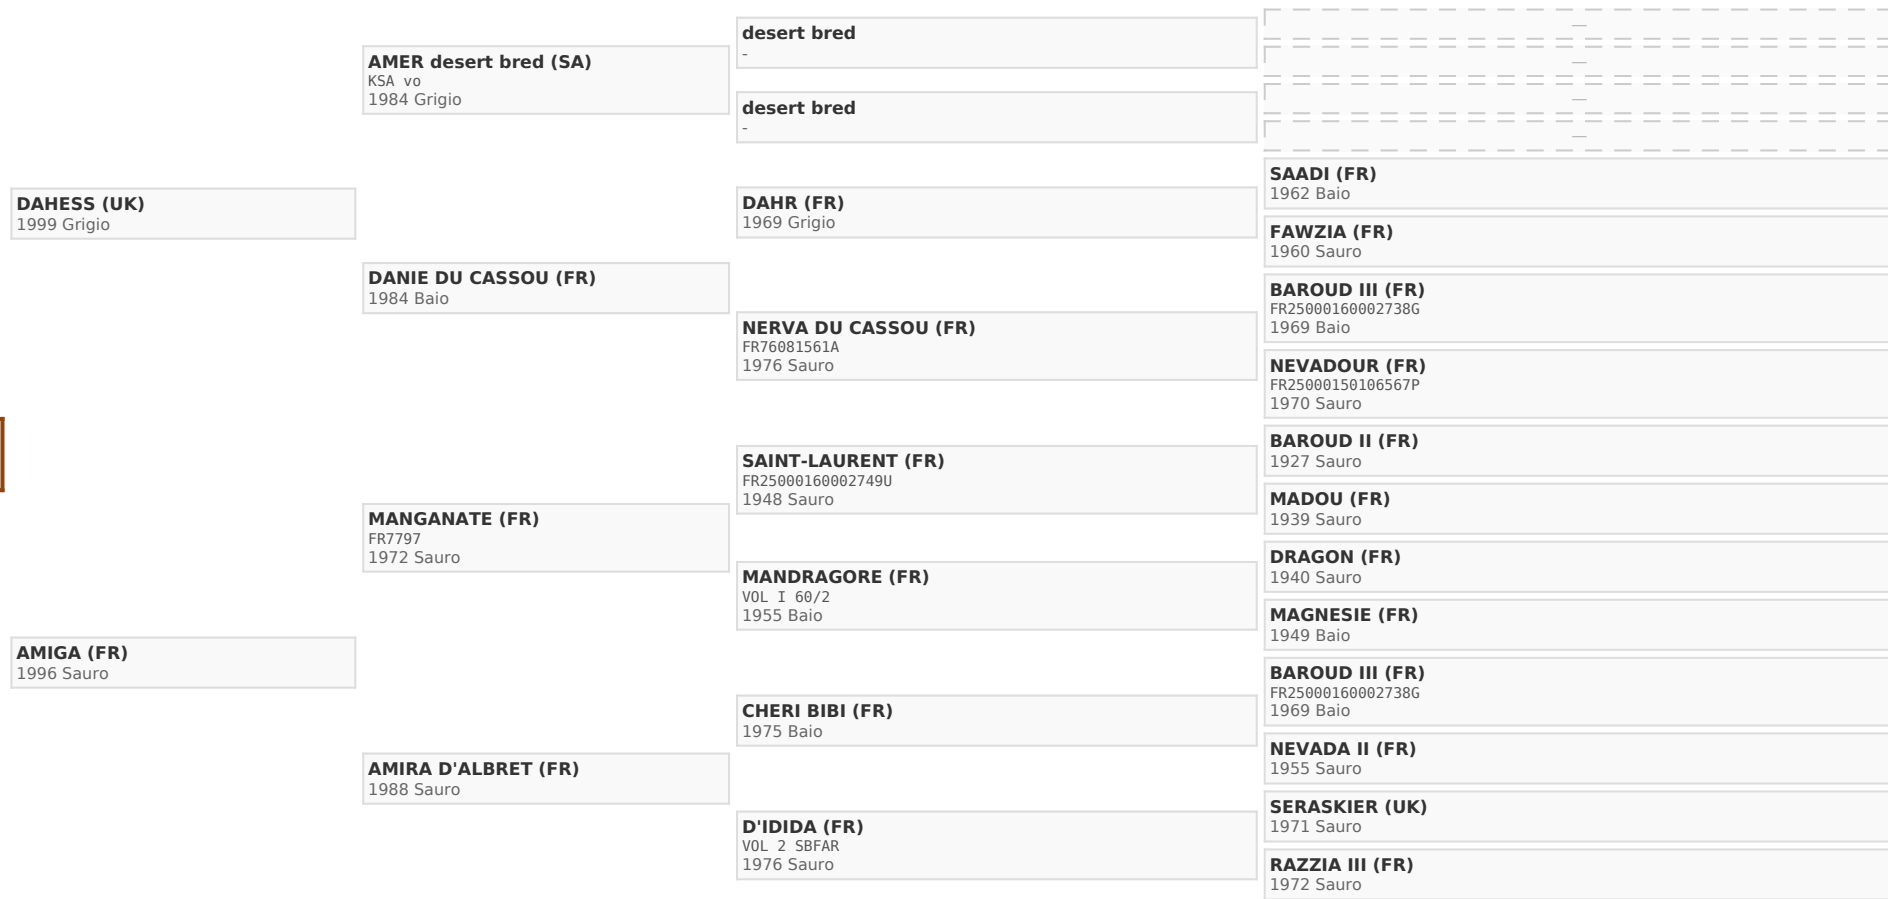 DAHESS (UK)
1999 Grigio
AMIGA (FR)
1996 Sauro
AMER desert bred (SA)
KSA vo
1984 Grigio
DANIE DU CASSOU (FR)
1984 Baio
MANGANATE (FR)
FR7797
1972 Sauro
AMIRA D'ALBRET (FR)
1988 Sauro
desert bred
-
desert bred
-
DAHR (FR)
1969 Grigio
NERVA DU CASSOU (FR)
FR76081561A
1976 Sauro
SAINT-LAURENT (FR)
FR25000160002749U
1948 Sauro
MANDRAGORE (FR)
VOL I 60/2
1955 Baio
CHERI BIBI (FR)
1975 Baio
D'IDIDA (FR)
VOL 2 SBFAR
1976 Sauro
—
—
—
—
SAADI (FR)
1962 Baio
FAWZIA (FR)
1960 Sauro
BAROUD III (FR)
FR25000160002738G
1969 Baio
NEVADOUR (FR)
FR25000150106567P
1970 Sauro
BAROUD II (FR)
1927 Sauro
MADOU (FR)
1939 Sauro
DRAGON (FR)
1940 Sauro
MAGNESIE (FR)
1949 Baio
BAROUD III (FR)
FR25000160002738G
1969 Baio
NEVADA II (FR)
1955 Sauro
SERASKIER (UK)
1971 Sauro
RAZZIA III (FR)
1972 Sauro